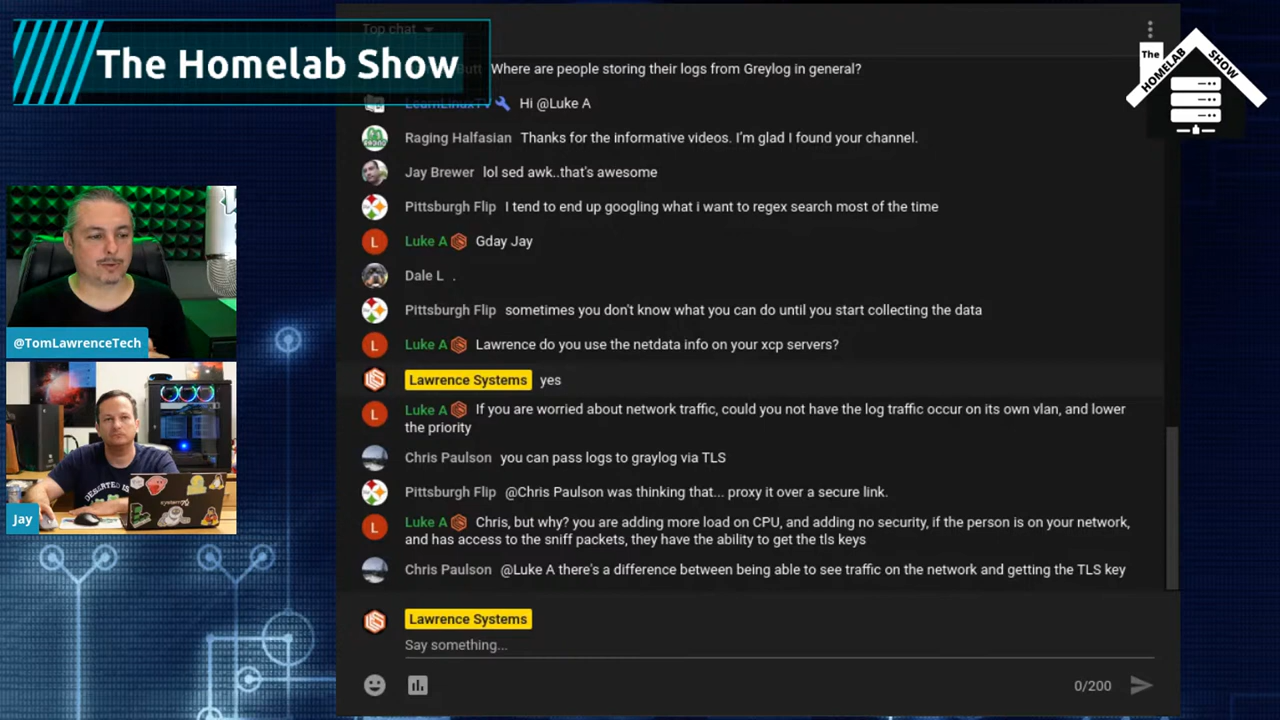 The Homelab Show
Top chat
Where are people storing their logs from Greylog in general?
LearnLinuxTV Hi @Luke A
Raging Halfasian Thanks for the informative videos. I'm glad I found your channel.
Jay Brewer lol sed awk..that's awesome
Pittsburgh Flip I tend to end up googling what i want to regex search most of the time
Luke A Gday Jay
Dale L .
Pittsburgh Flip sometimes you don't know what you can do until you start collecting the data
Luke A Lawrence do you use the netdata info on your xcp servers?
Lawrence Systems yes
Luke A If you are worried about network traffic, could you not have the log traffic occur on its own vlan, and lower
the priority
Chris Paulson you can pass logs to graylog via TLS
Pittsburgh Flip @Chris Paulson was thinking that... proxy it over a secure link.
Luke A Chris, but why? you are adding more load on CPU, and adding no security, if the person is on your network,
and has access to the sniff packets, they have the ability to get the tls keys
Chris Paulson @Luke A there's a difference between being able to see traffic on the network and getting the TLS key
Lawrence Systems
Say something...
0/200
The
HOMELAB
SHOW
@TomLawrenceTech
Jay